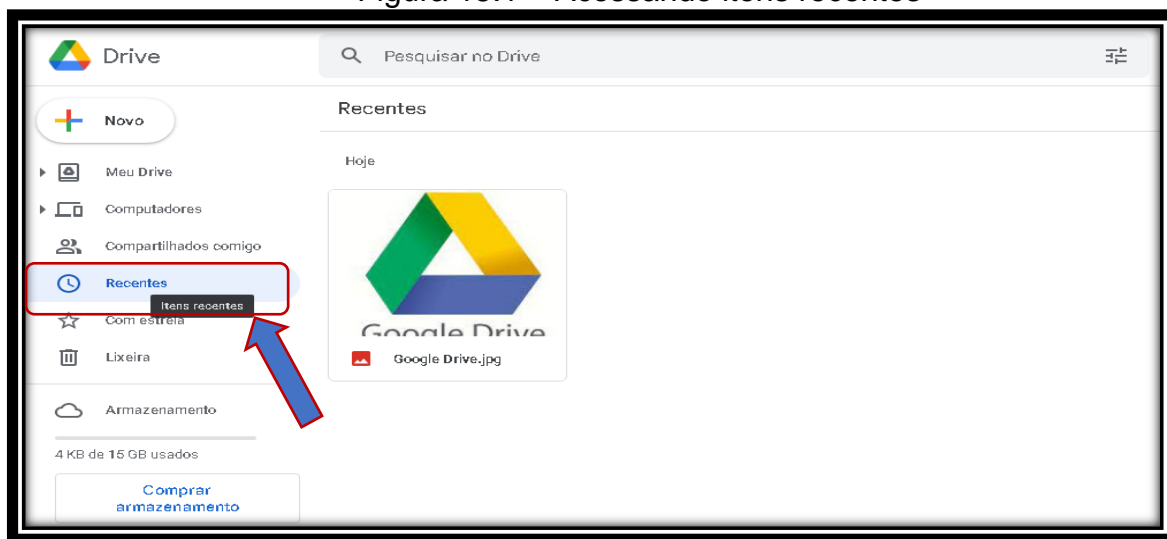 Drive
Pesquisar no Drive
Novo
Meu Drive
Computadores
Compartilhados comigo
Recentes
Itens recentes
Com estrela
Lixeira
Armazenamento
4 KB de 15 GB usados
Comprar
armazenamento
Recentes
Hoje
Google Drive
Google Drive.jpg